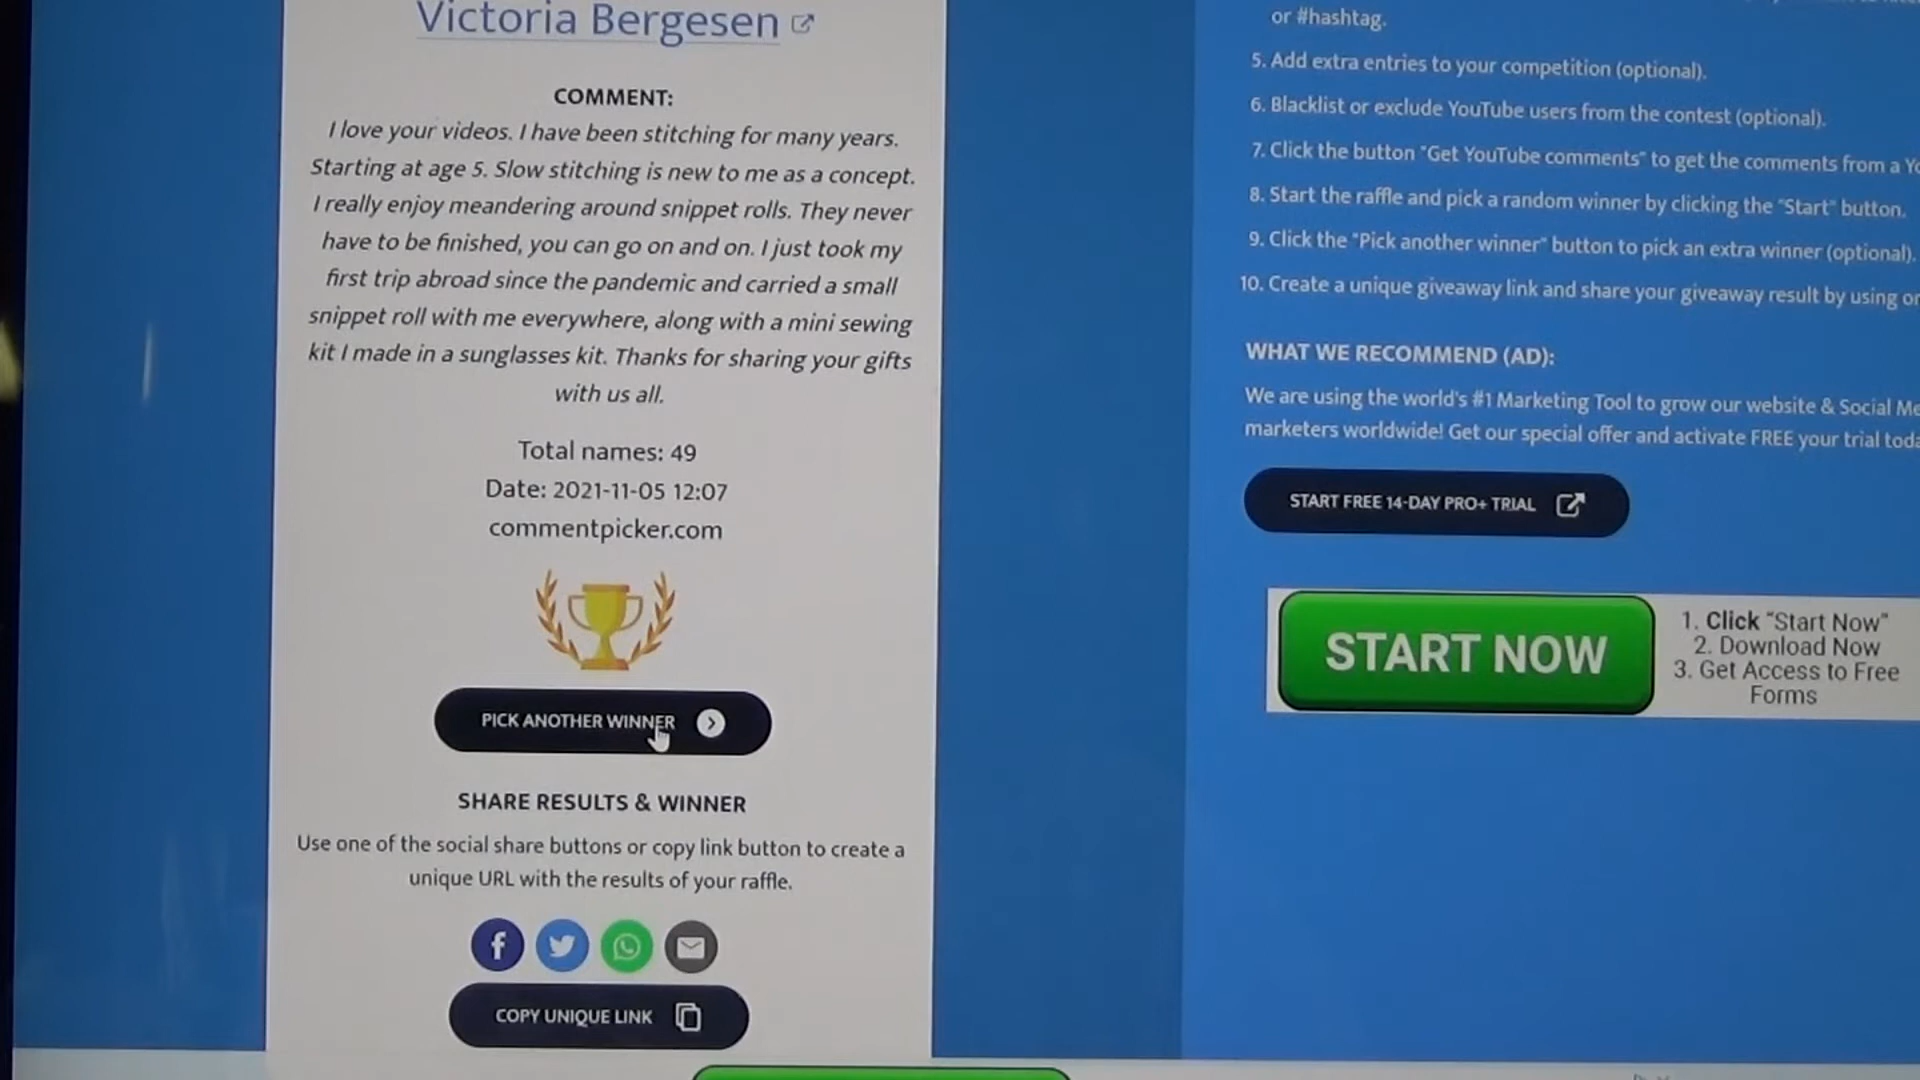 Victoria Bergesen
COMMENT:
I love your videos. I have been stitching for many years.
Starting at age 5. Slow stitching is new to me as a concept.
I really enjoy meandering around snippet rolls. They never
have to be finished, you can go on and on. I just took my
first trip abroad since the pandemic and carried a small
snippet roll with me everywhere, along with a mini sewing
kit I made in a sunglasses kit. Thanks for sharing your gifts
with us all.
Total names: 49
Date: 2021-11-05 12:07
commentpicker.com
PICK ANOTHER WINNER
SHARE RESULTS & WINNER
Use one of the social share buttons or copy link button to create a
unique URL with the results of your raffle.
COPY UNIQUE LINK
or #hashtag.
5. Add extra entries to your competition (optional).
6. Blacklist or exclude YouTube users from the contest (optional).
7. Click the button "Get YouTube comments" to get the comments from a
8. Start the raffle and pick a random winner by clicking the "Start" button.
9. Click the "Pick another winner" button to pick an extra winner (optional).
10. Create a unique giveaway link and share your giveaway result by using
WHAT WE RECOMMEND (AD):
We are using the world's #1 Marketing Tool to grow our website & Social
marketers worldwide! Get our special offer and activate FREE your trial
START FREE 14-DAY PRO+ TRIAL
START NOW
1. Click "Start Now"
2. Download Now
3. Get Access to Free
Forms